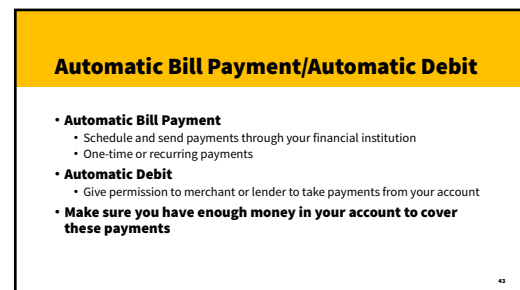 Automatic Bill Payment/Automatic Debit
• Automatic Bill Payment
• Schedule and send payments through your financial institution
• One-time or recurring payments
• Automatic Debit
• Give permission to merchant or lender to take payments from your account
• Make sure you have enough money in your account to cover
these payments
43